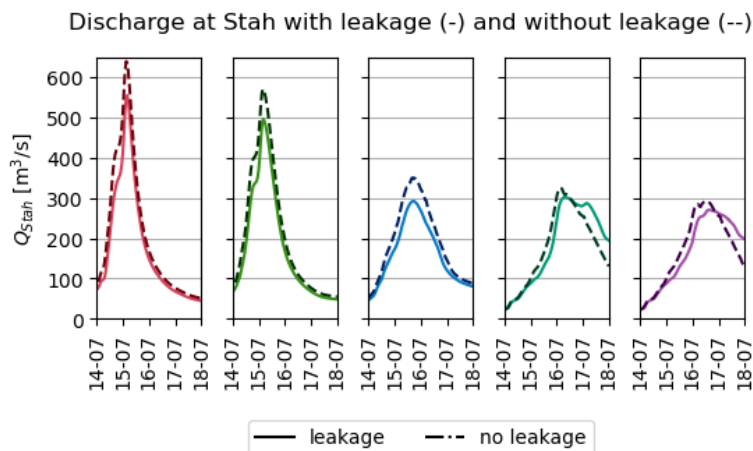 Discharge at Stah with leakage (-) and without leakage (--)
Q_Stah [m³/s]
600
500
400
300
200
100
0
14-07 15-07 16-07 17-07 18-07
14-07 15-07 16-07 17-07 18-07
14-07 15-07 16-07 17-07 18-07
14-07 15-07 16-07 17-07 18-07
14-07 15-07 16-07 17-07 18-07
leakage no leakage